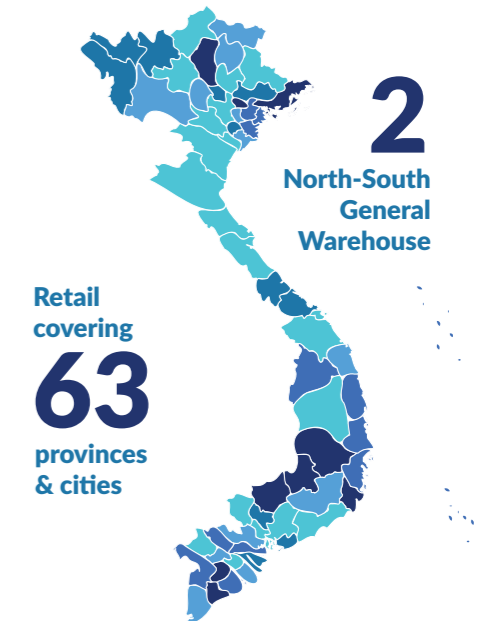 2
North-South
General
Warehouse
Retail
covering
63
provinces
& cities